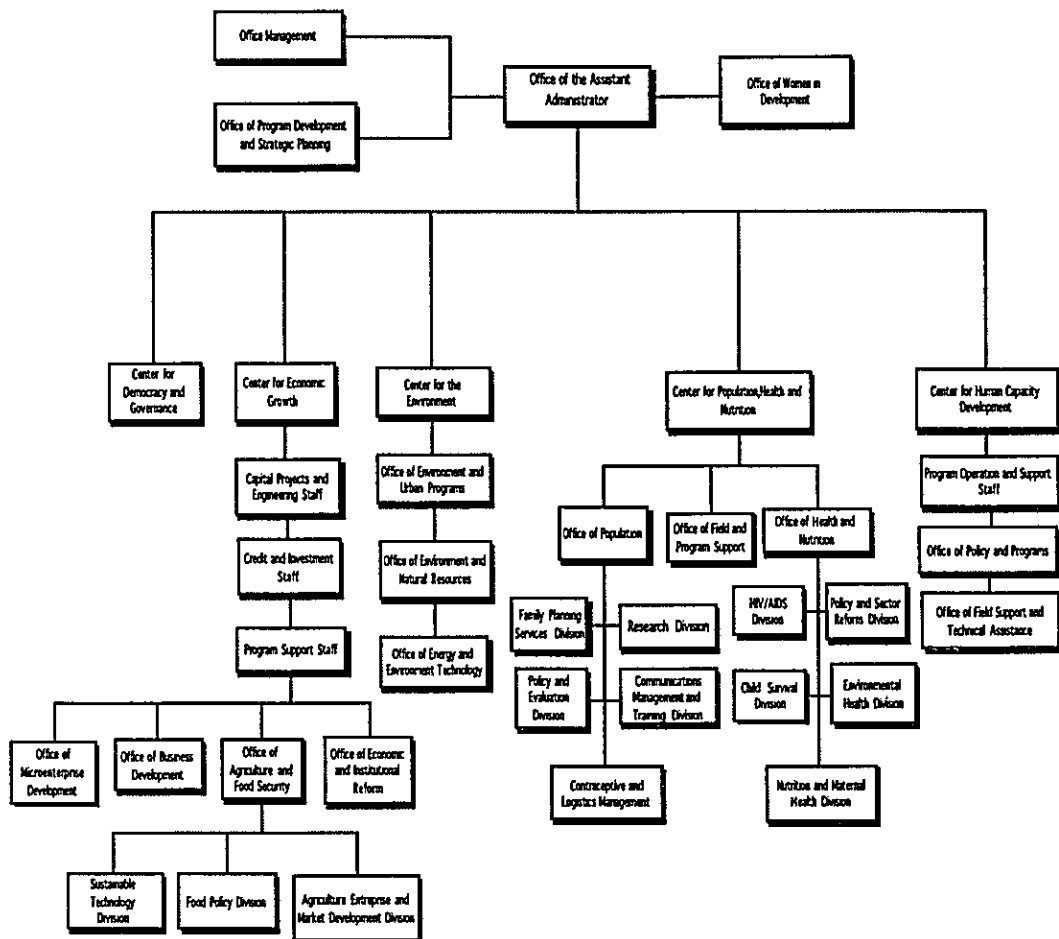 Office Management
Office of the Assistant
Administrator
Office of Women in
Development
Office of Program Development
and Strategic Planning
Center for
Democracy and
Governance
Center for Economic
Growth
Center for the
Environment
Center for Population,Health and
Nutrition
Center for Human Capacity
Development
Capital Projects and
Engineering Staff
Office of Environment and
Urban Programs
Program Operation and Support
Staff
Office of Population
Office of Field and
Program Support
Office of Health and
Nutrition
Credit and Investment
Staff
Office of Environment and
Natural Resources
Office of Policy and Programs
Family Planning
Services Division
Research Division
HIV/AIDS
Division
Policy and Sector
Reform Division
Office of Field Support and
Technical Assistance
Program Support Staff
Office of Energy and
Environment Technology
Policy and
Evaluation
Division
Communications
Management and
Training Division
Child Survival
Division
Environmental
Health Division
Office of
Microenterprise
Development
Office of Business
Development
Office of
Agriculture and
Food Security
Office of Economic
and Institutional
Reform
Contraceptive and
Logistics Management
Nutrition and Maternal
Health Division
Sustainable
Technology
Division
Food Policy Division
Agriculture Entreprise and
Market Development Division